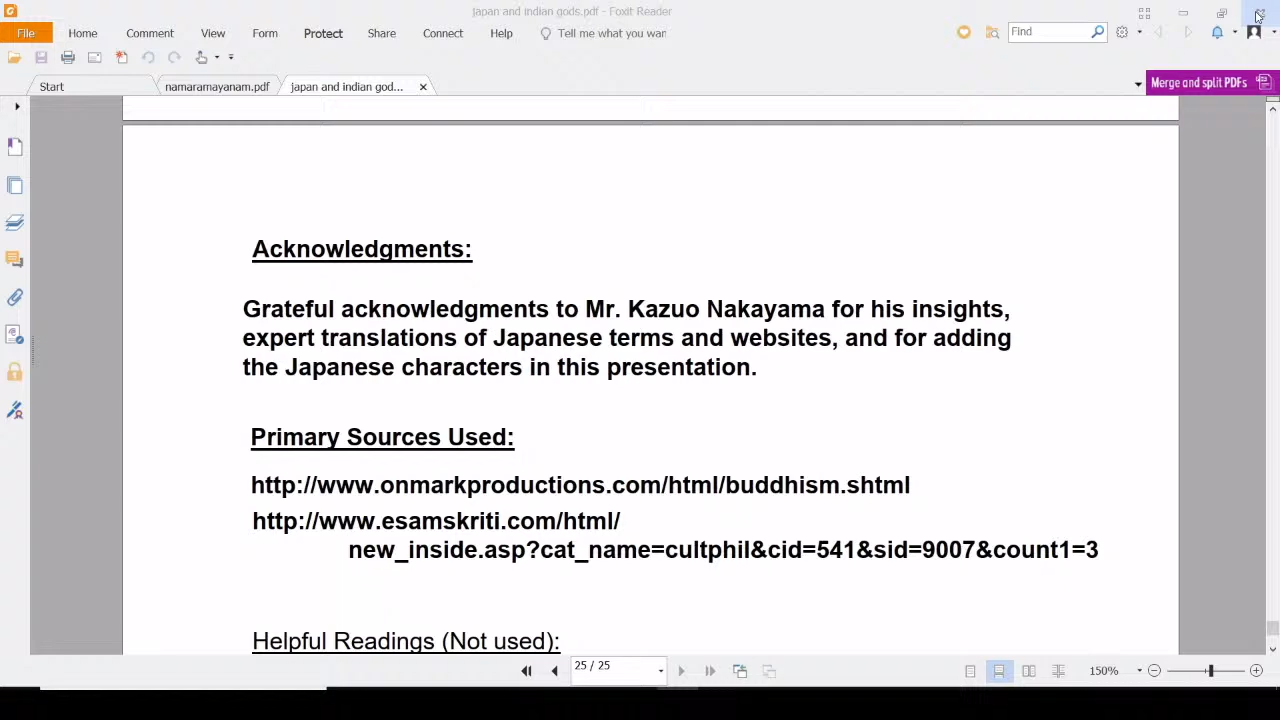 japan and indian gods.pdf - Foxit Reader
File Home Comment View Form Protect Share Connect Help Tell me what you wan Find
Start namaramayanam.pdf japan and indian god... Merge and split PDFs
Acknowledgments:
Grateful acknowledgments to Mr. Kazuo Nakayama for his insights,
expert translations of Japanese terms and websites, and for adding
the Japanese characters in this presentation.
Primary Sources Used:
http://www.onmarkproductions.com/html/buddhism.shtml
http://www.esamskriti.com/html/
new_inside.asp?cat_name=cultphil&cid=541&sid=9007&count1=3
Helpful Readings (Not used):
25 / 25 150%